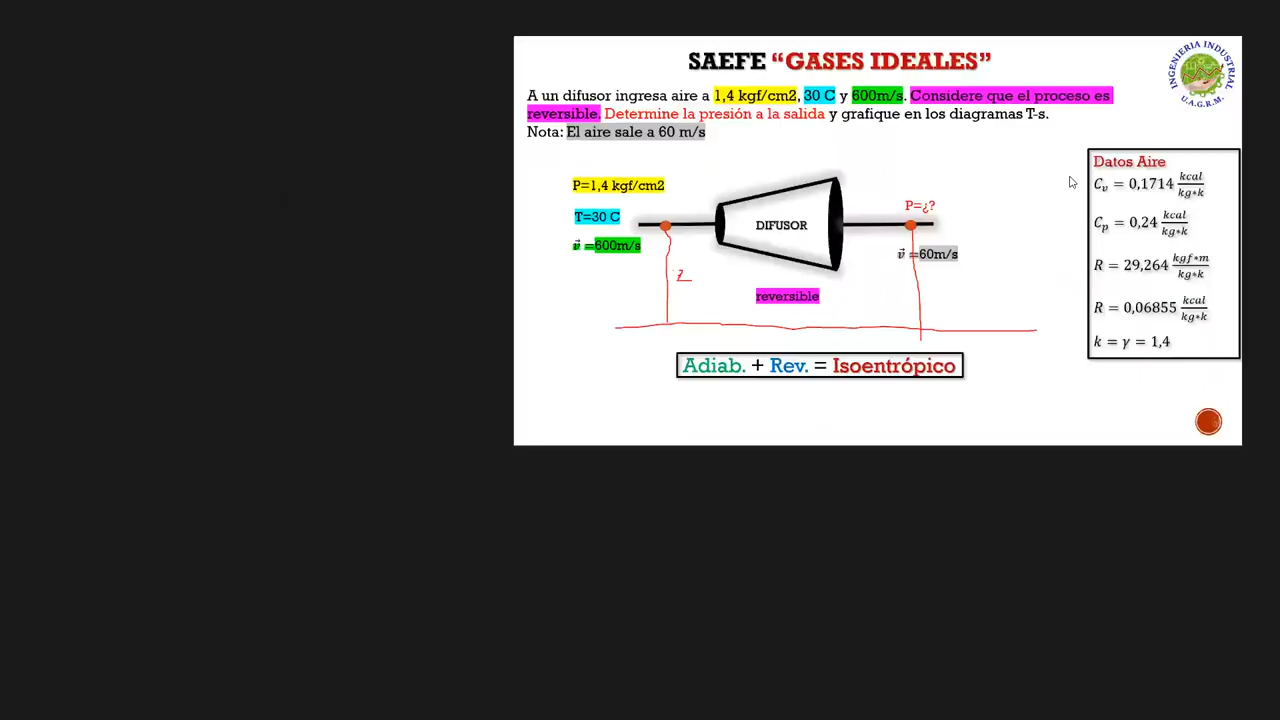 SAEFE “GASES IDEALES”
INGENIERIA INDUSTRIAL
U.A.G.R.M.
A un difusor ingresa aire a 1,4 kgf/cm2, 30 C y 600m/s. Considere que el proceso es
reversible. Determine la presión a la salida y grafique en los diagramas T-s.
Nota: El aire sale a 60 m/s
Datos Aire
P=1,4 kgf/cm2
T=30 C
v⃗ =600m/s
DIFUSOR
P=¿?
v⃗ =60m/s
z
reversible
C_v = 0,1714 kcal/kg∗k
C_p = 0,24 kcal/kg∗k
R = 29,264 kgf∗m/kg∗k
R = 0,06855 kcal/kg∗k
k = γ = 1,4
Adiab. + Rev. = Isoentrópico